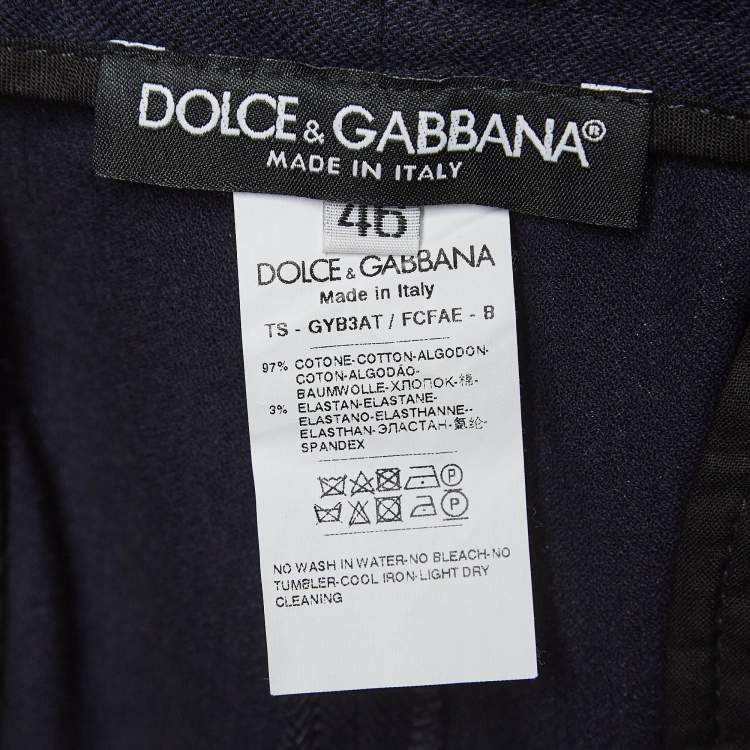 DOLCE & GABBANA®
MADE IN ITALY
46
DOLCE & GABBANA
Made in Italy
TS - GYB3AT / FCFAE - 8
97% COTONE-COTTON-ALGODON-
COTON-ALGODÃO-
BAUMWOLLE-ХЛОПОК-棉-
3% ELASTAN-ELASTANE-
ELASTANO-ELASTHANNE--
ELASTHAN-ЭЛАСТАН-氨纶-
SPANDEX
P
P
NO WASH IN WATER-NO BLEACH-NO
TUMBLER-COOL IRON-LIGHT DRY
CLEANING